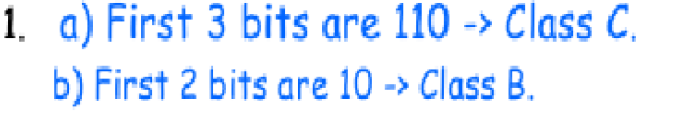 1. a) First 3 bits are 110 -> Class C.
b) First 2 bits are 10 -> Class B.